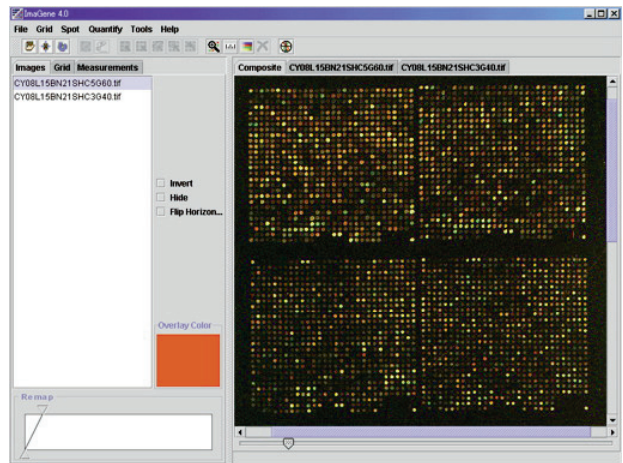 ImaGene 4.0
File Grid Spot Quantify Tools Help
Images Grid Measurements
Composite CY08L15BN21SHC5G60.tif CY08L15BN21SHC3G40.tif
CY08L15BN21SHC5G60.tif
CY08L15BN21SHC3G40.tif
Invert
Hide
Flip Horizon...
Overlay Color
Remap